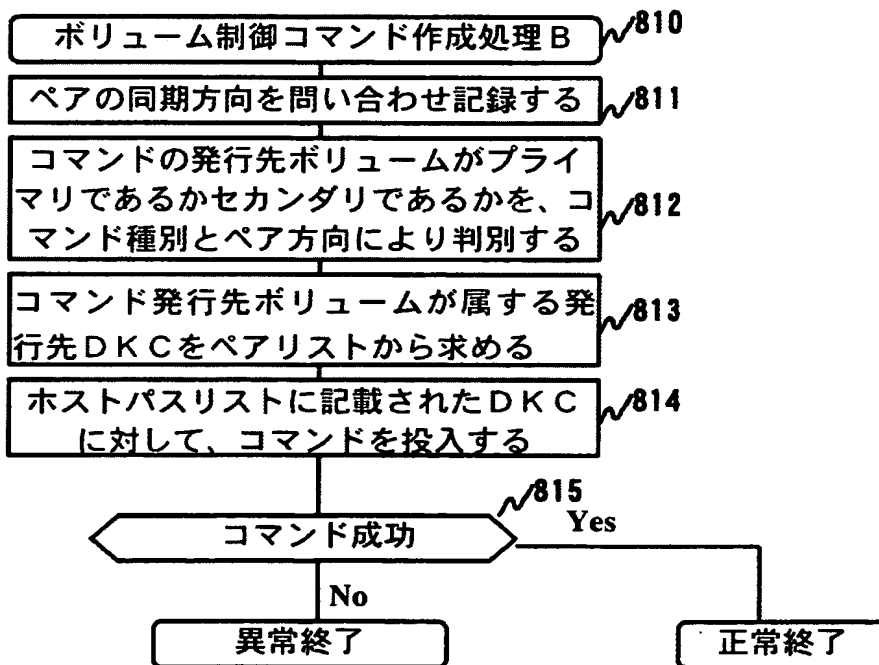 ボリューム制御コマンド作成処理B
810
ペアの同期方向を問い合わせ記録する
811
コマンドの発行先ボリュームがプライ
マリであるかセカンダリであるかを、コ
マンド種別とペア方向により判別する
812
コマンド発行先ボリュームが属する発
行先DKCをペアリストから求める
813
ホストパスリストに記載されたDKC
に対して、コマンドを投入する
814
815
コマンド成功
Yes
No
異常終了
正常終了